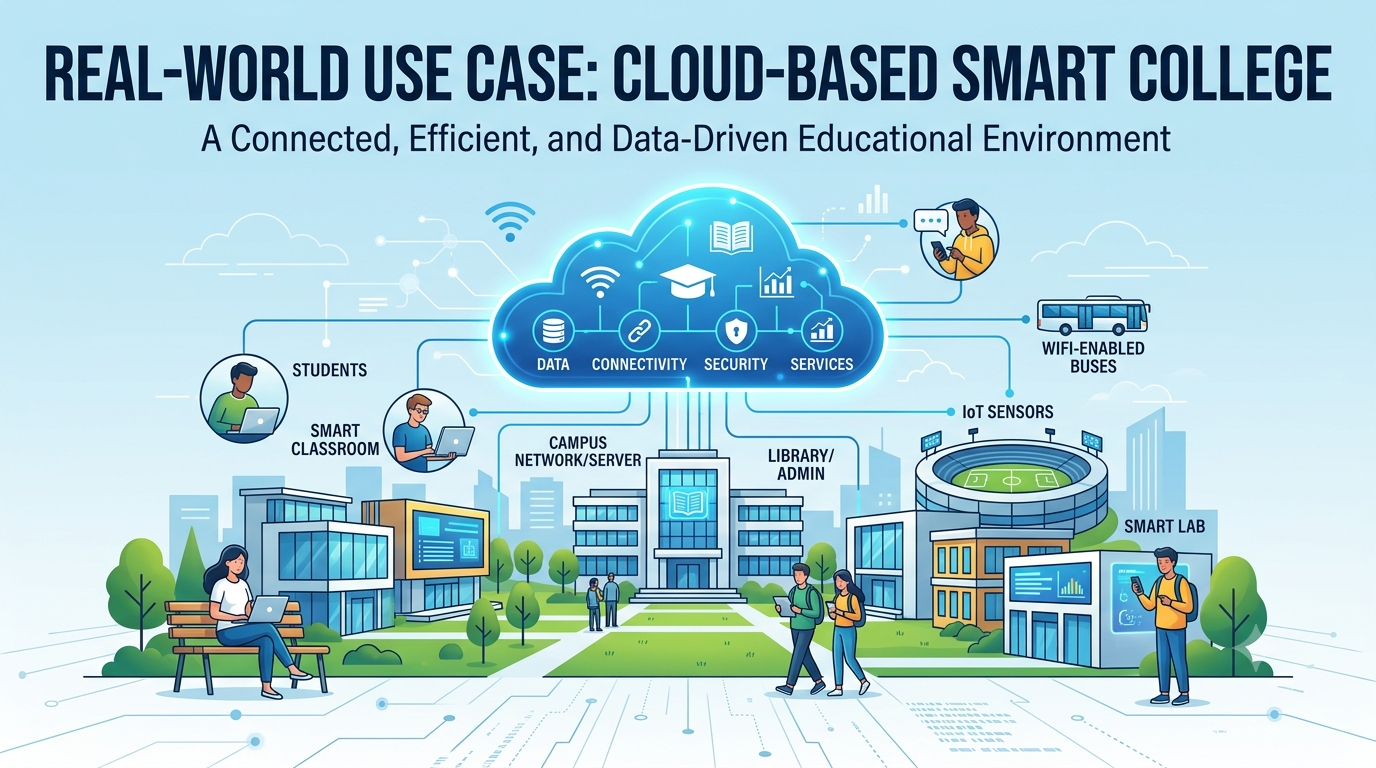 REAL-WORLD USE CASE: CLOUD-BASED SMART COLLEGE
A Connected, Efficient, and Data-Driven Educational Environment
DATA
CONNECTIVITY
SECURITY
SERVICES
WIFI-ENABLED
BUSES
STUDENTS
SMART
CLASSROOM
CAMPUS
NETWORK/SERVER
LIBRARY/
ADMIN
IoT SENSORS
SMART LAB